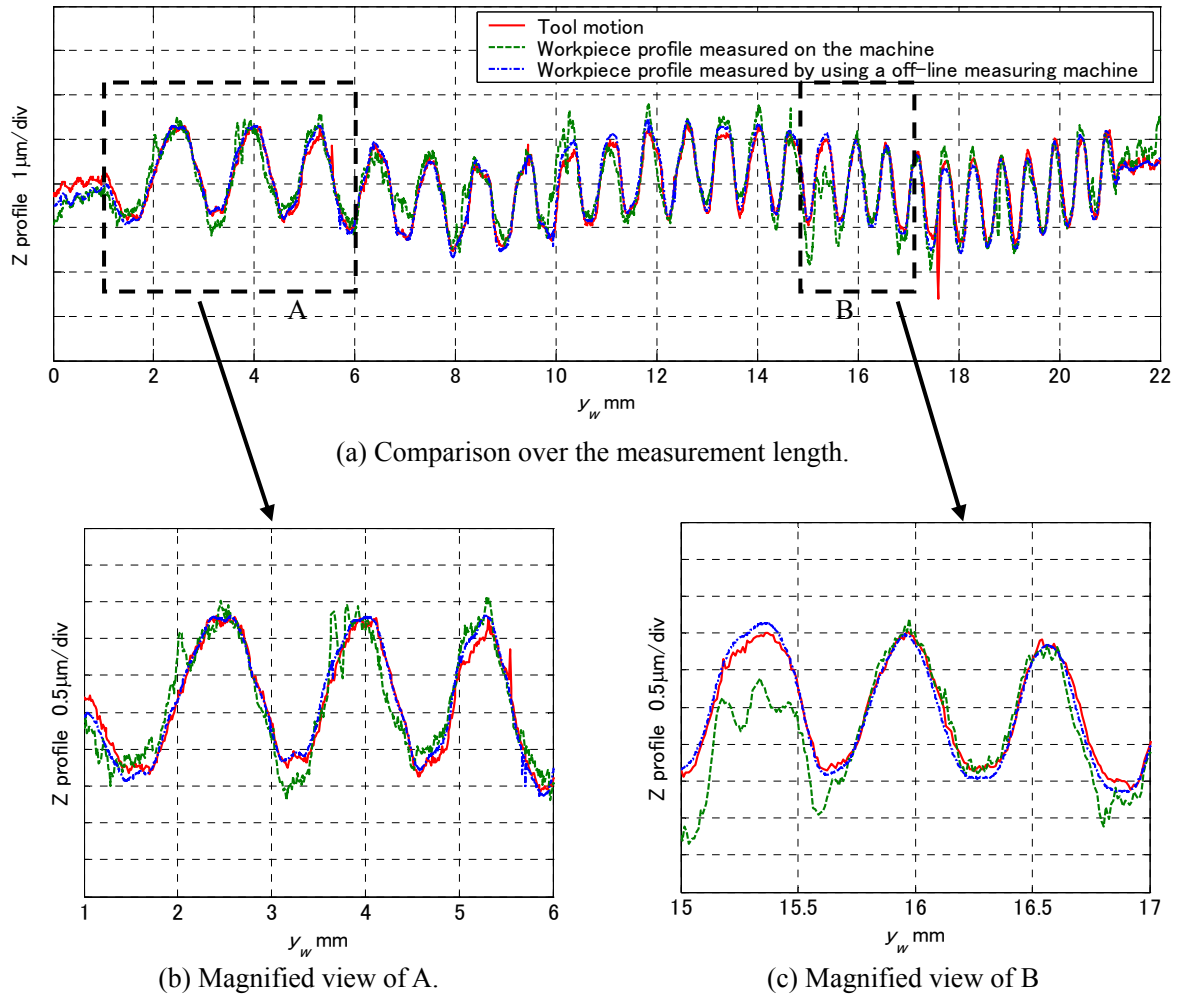 Tool motion
Workpiece profile measured on the machine
Workpiece profile measured by using a off-line measuring machine
Z profile 1μm/div
A
B
0 2 4 6 8 10 12 14 16 18 20 22
y_w mm
(a) Comparison over the measurement length.
Z profile 0.5μm/div
1 2 3 4 5 6
y_w mm
(b) Magnified view of A.
Z profile 0.5μm/div
15 15.5 16 16.5 17
y_w mm
(c) Magnified view of B